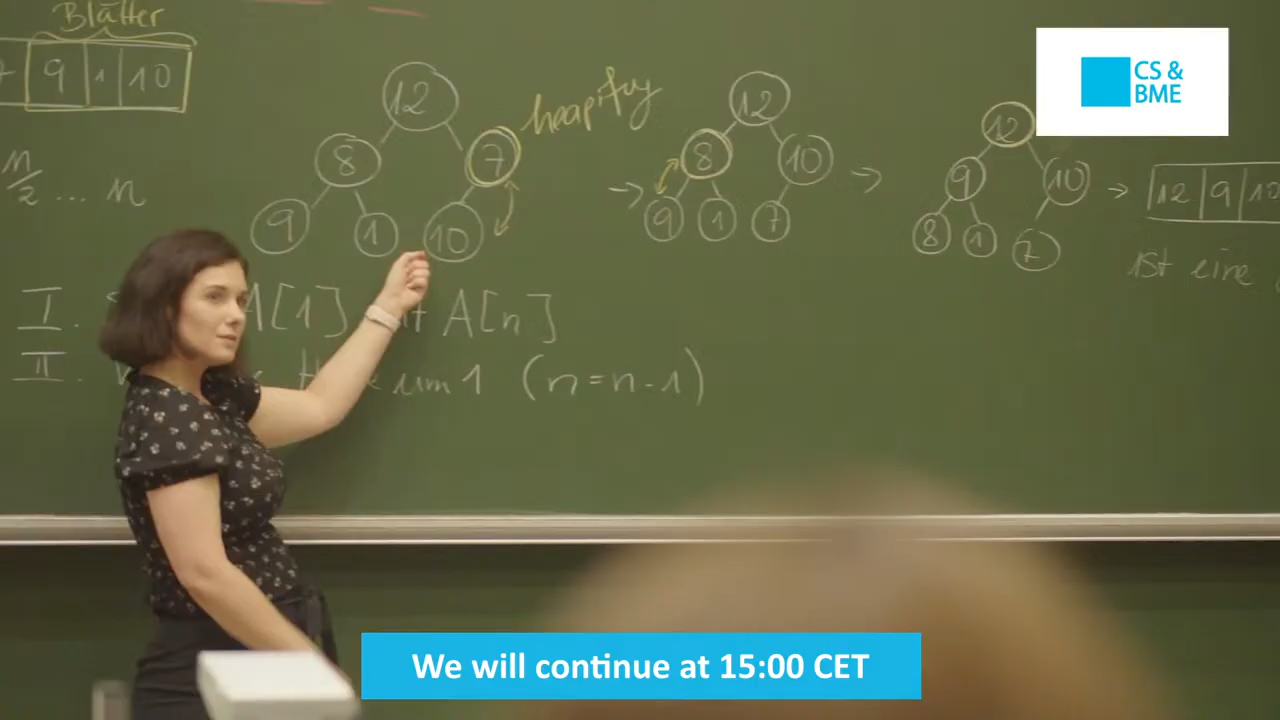 Blätter
9 1 10
CS &
BME
12
8 7 heapify
9 1 10
→
12
8 10
9 1 7
→
12
9 10
8 1 7
→ 12 9 10
n/2 ... n
ist eine
I. A[1] mit A[n]
II. um 1 (n=n-1)
We will continue at 15:00 CET